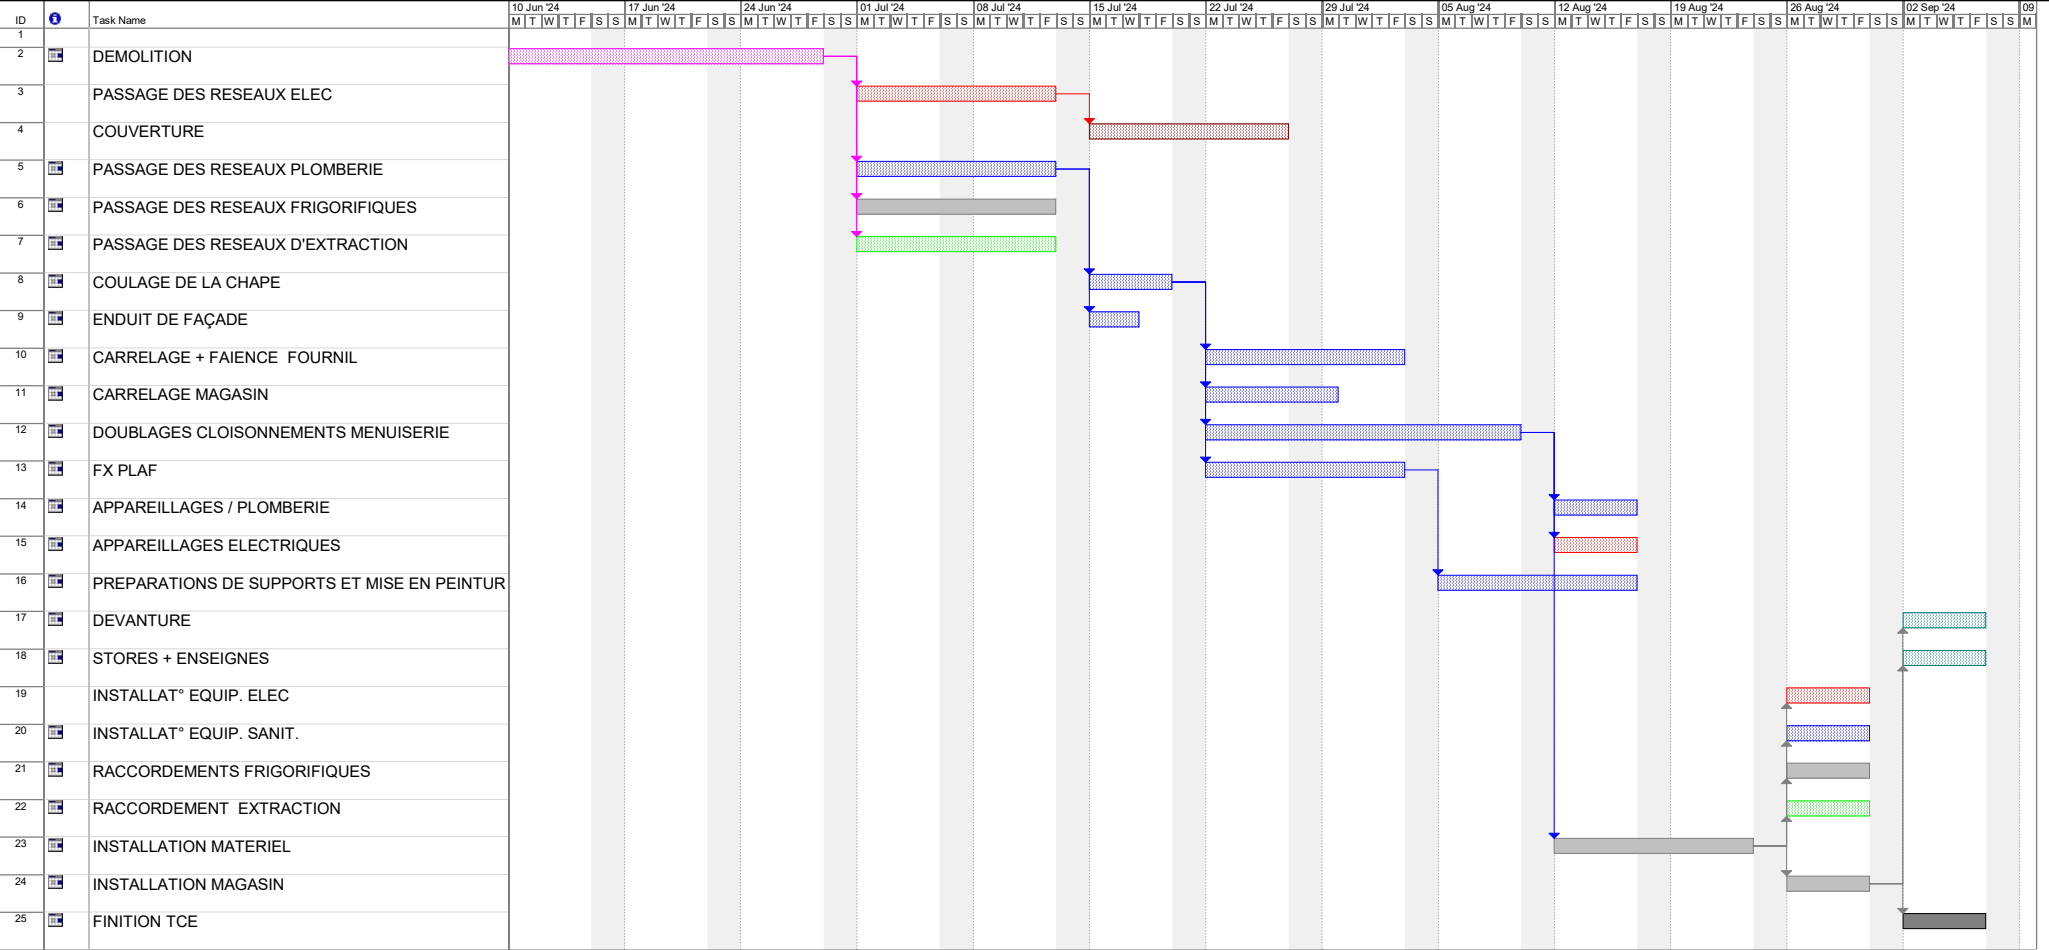 10 Jun '24 17 Jun '24 24 Jun '24 01 Jul '24 08 Jul '24 15 Jul '24 22 Jul '24 29 Jul '24 05 Aug '24 12 Aug '24 19 Aug '24 26 Aug '24 02 Sep '24 09
ID Task Name M T W T F S S M T W T F S S M T W T F S S M T W T F S S M T W T F S S M T W T F S S M T W T F S S M T W T F S S M T W T F S S M T W T F S S M T W T F S S M T W T F S S M T W T F S S M
1
2 DEMOLITION
3 PASSAGE DES RESEAUX ELEC
4 COUVERTURE
5 PASSAGE DES RESEAUX PLOMBERIE
6 PASSAGE DES RESEAUX FRIGORIFIQUES
7 PASSAGE DES RESEAUX D'EXTRACTION
8 COULAGE DE LA CHAPE
9 ENDUIT DE FAÇADE
10 CARRELAGE + FAIENCE FOURNIL
11 CARRELAGE MAGASIN
12 DOUBLAGES CLOISONNEMENTS MENUISERIE
13 FX PLAF
14 APPAREILLAGES / PLOMBERIE
15 APPAREILLAGES ELECTRIQUES
16 PREPARATIONS DE SUPPORTS ET MISE EN PEINTUR
17 DEVANTURE
18 STORES + ENSEIGNES
19 INSTALLAT° EQUIP. ELEC
20 INSTALLAT° EQUIP. SANIT.
21 RACCORDEMENTS FRIGORIFIQUES
22 RACCORDEMENT EXTRACTION
23 INSTALLATION MATERIEL
24 INSTALLATION MAGASIN
25 FINITION TCE